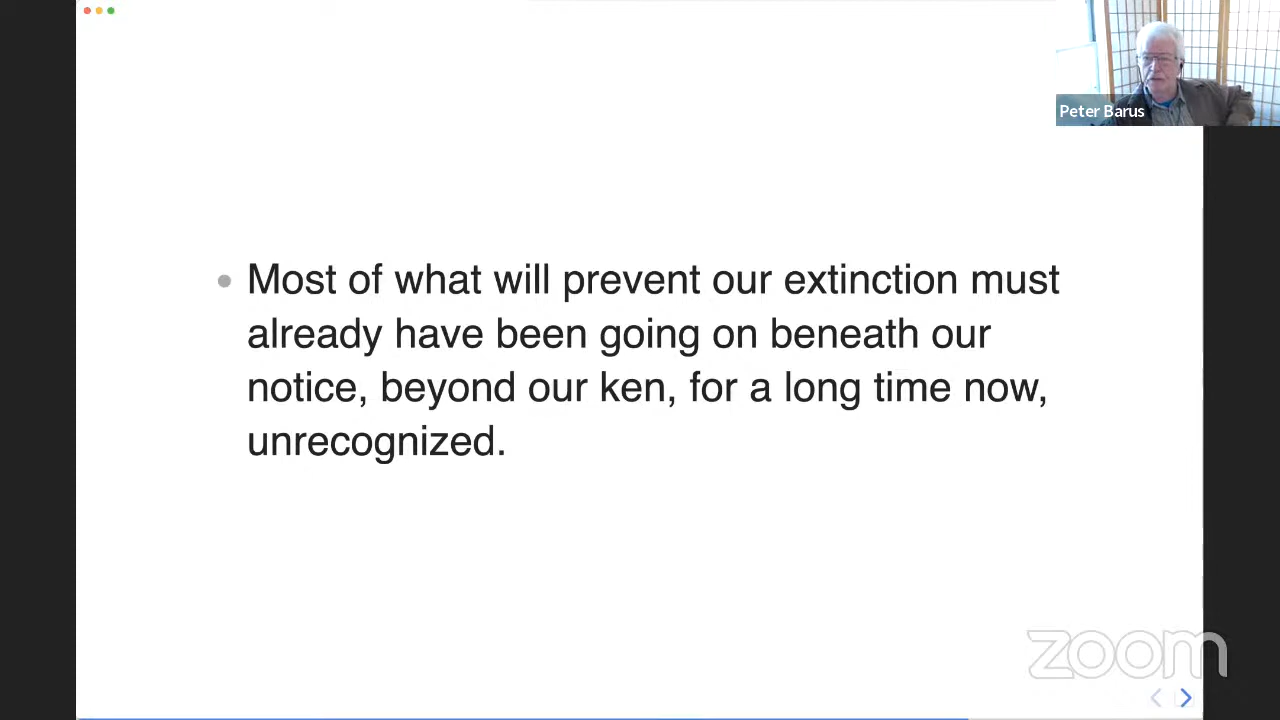 Peter Barus
Most of what will prevent our extinction must
already have been going on beneath our
notice, beyond our ken, for a long time now,
unrecognized.
zoom